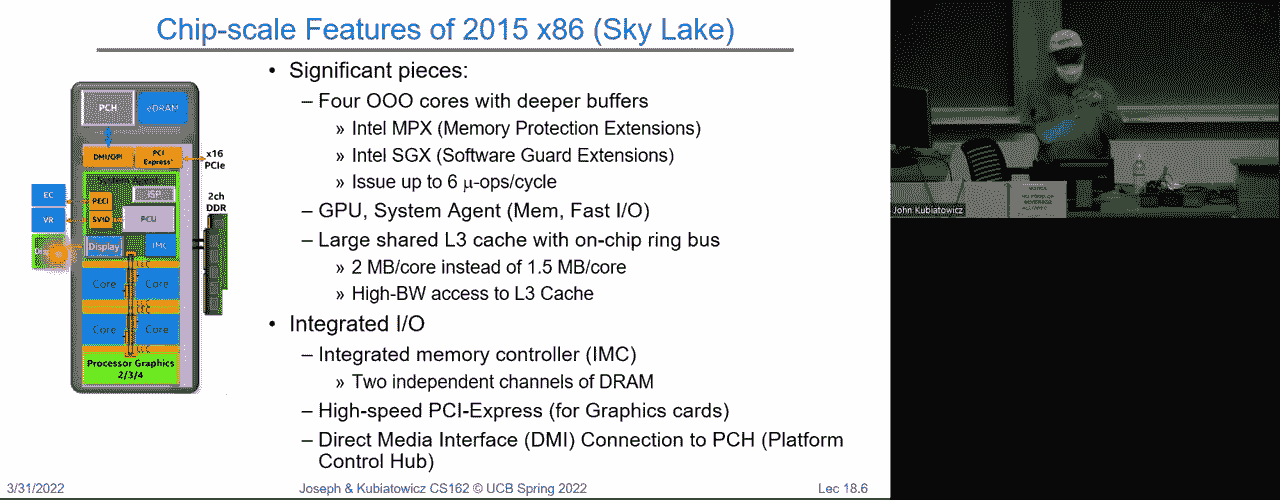 Chip-scale Features of 2015 x86 (Sky Lake)
• Significant pieces:
– Four OOO cores with deeper buffers
» Intel MPX (Memory Protection Extensions)
» Intel SGX (Software Guard Extensions)
» Issue up to 6 μ-ops/cycle
– GPU, System Agent (Mem, Fast I/O)
– Large shared L3 cache with on-chip ring bus
» 2 MB/core instead of 1.5 MB/core
» High-BW access to L3 Cache
• Integrated I/O
– Integrated memory controller (IMC)
» Two independent channels of DRAM
– High-speed PCI-Express (for Graphics cards)
– Direct Media Interface (DMI) Connection to PCH (Platform
Control Hub)
PCH
eDRAM
DMI/OPI
PCI
Express
x16
PCIe
System Agent
EC
PECI
ISP
2ch
DDR
VR
SVID
PCU
Display
IMC
Core
Core
Core
Core
Processor Graphics
2/3/4
3/31/2022
Joseph & Kubiatowicz CS162 © UCB Spring 2022
Lec 18.6
John Kubiatowicz